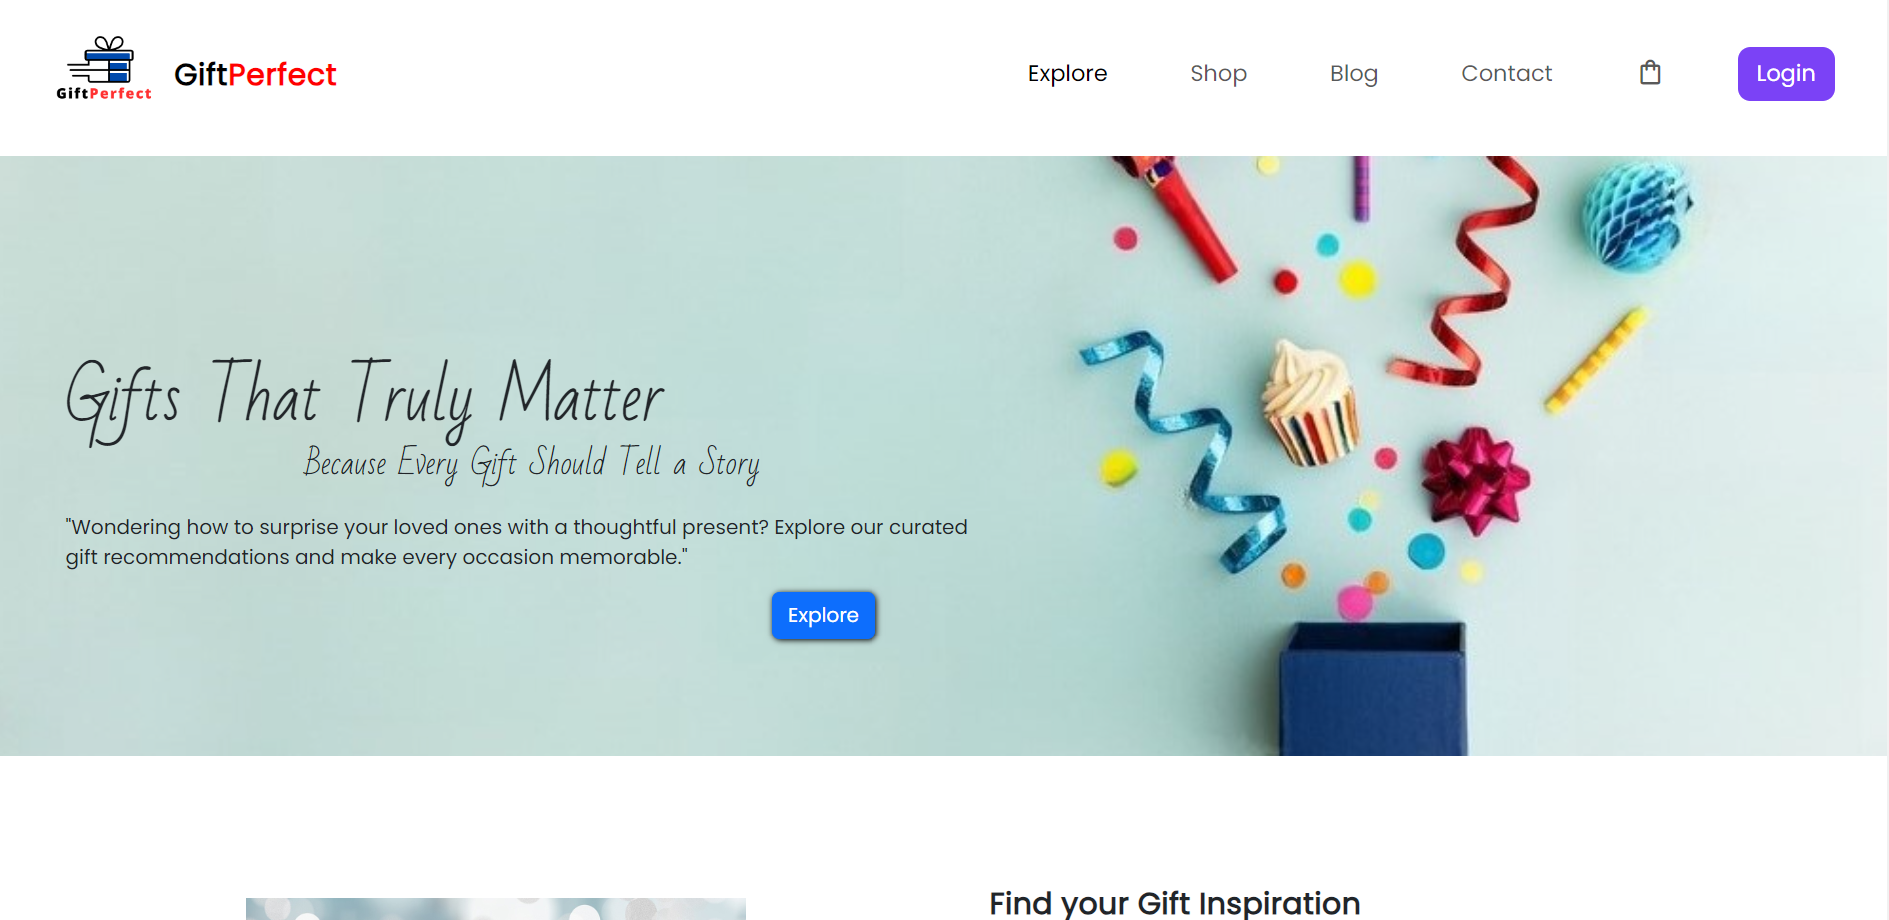 GiftPerfect
GiftPerfect
Explore
Shop
Blog
Contact
Login
Gifts That Truly Matter
Because Every Gift Should Tell a Story
"Wondering how to surprise your loved ones with a thoughtful present? Explore our curated
gift recommendations and make every occasion memorable."
Explore
Find your Gift Inspiration